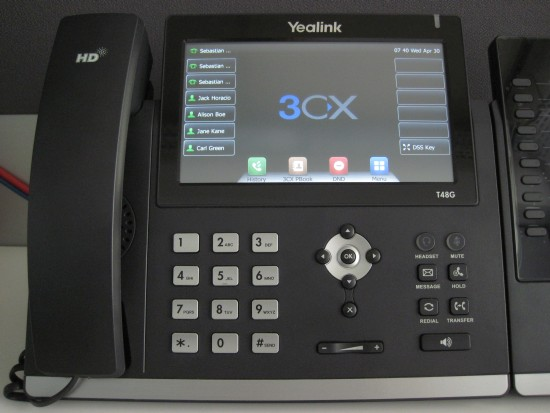 Yealink
HD
Sebastian ...
07 40 Wed Apr 30
Sebastian ...
Sebastian ...
Jack Horacio
Alison Boe
Jane Kane
Carl Green
3CX
DSS Key
History
3CX PBook
DND
Menu
T48G
1
2 ABC
3 DEF
4 GHI
5 JKL
6 MNO
7 PQRS
8 TUV
9 WXYZ
*.
0
# SEND
OK
X
HEADSET
MUTE
MESSAGE
HOLD
REDIAL
TRANSFER
− +